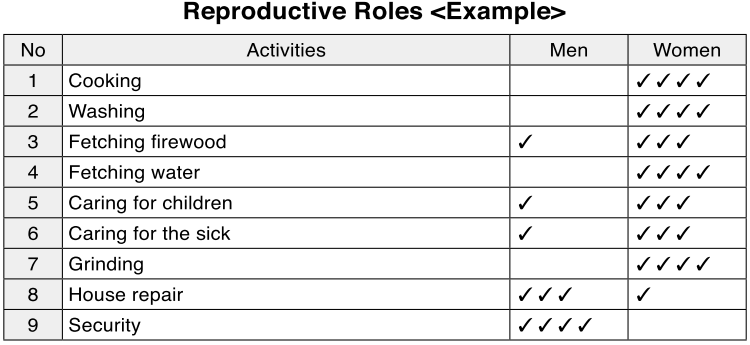 Reproductive Roles <Example>
No Activities Men Women
1 Cooking ✓✓✓✓
2 Washing ✓✓✓✓
3 Fetching firewood ✓ ✓✓✓
4 Fetching water ✓✓✓✓
5 Caring for children ✓ ✓✓✓
6 Caring for the sick ✓ ✓✓✓
7 Grinding ✓✓✓✓
8 House repair ✓✓✓ ✓
9 Security ✓✓✓✓